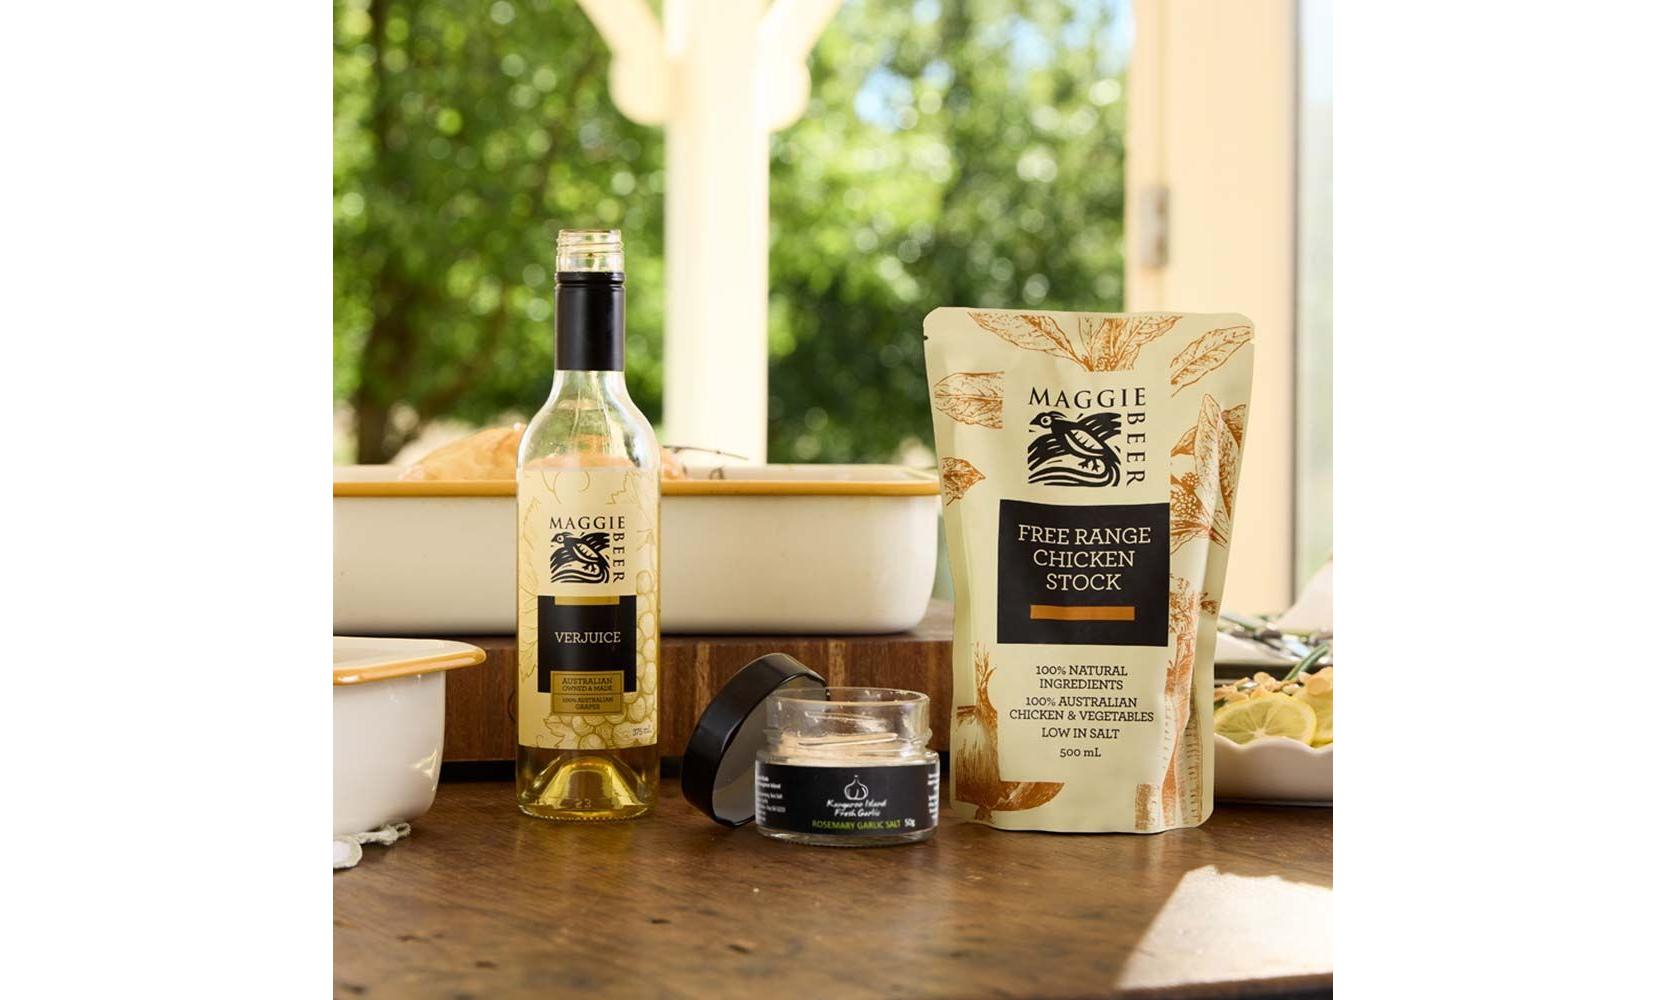 MAGGIE
BEER
VERJUICE
AUSTRALIAN
OWNED & MADE
100% AUSTRALIAN
GRAPES
375 mL
Kangaroo Island
Fresh Garlic
ROSEMARY GARLIC SALT 50g
MAGGIE
BEER
FREE RANGE
CHICKEN
STOCK
100% NATURAL
INGREDIENTS
100% AUSTRALIAN
CHICKEN & VEGETABLES
LOW IN SALT
500 mL